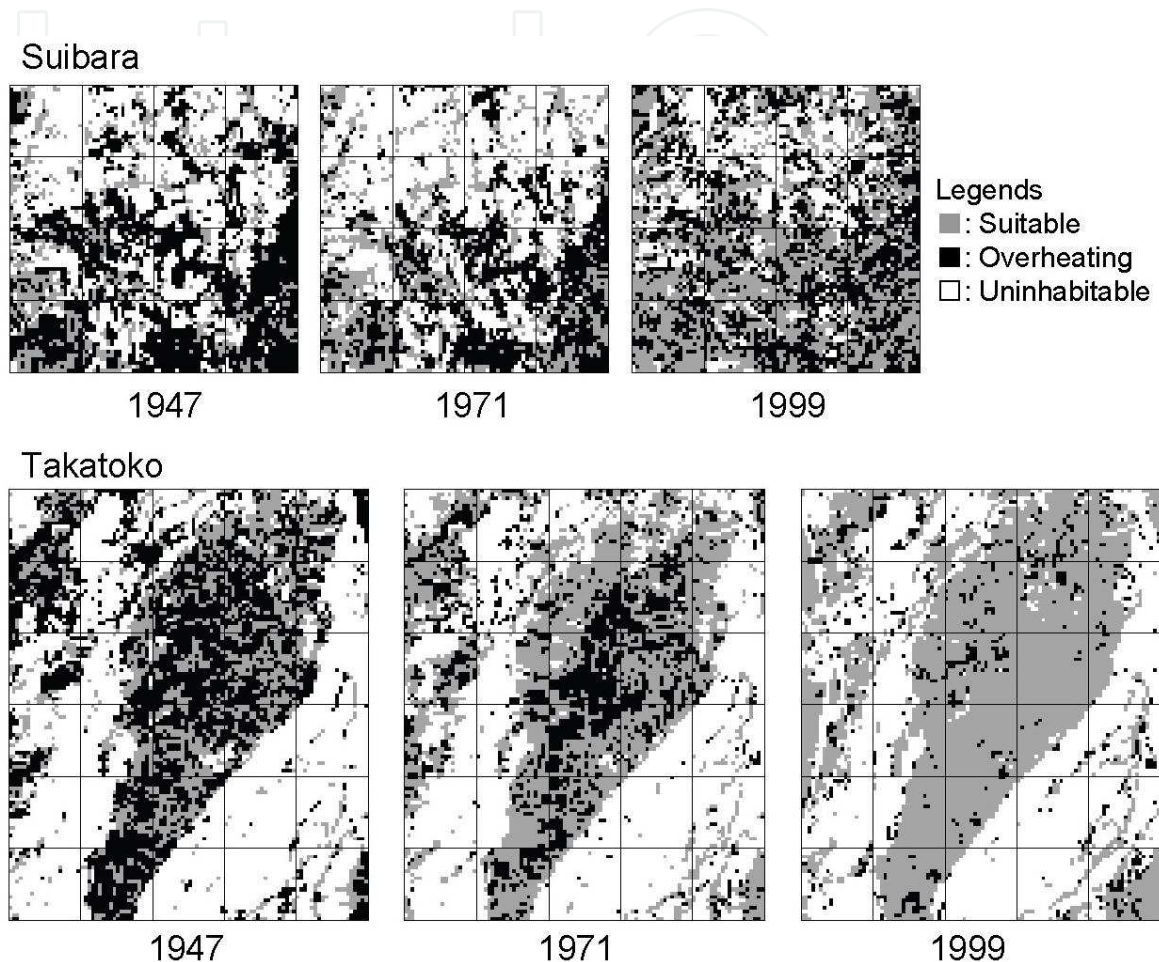 Suibara
Legends
: Suitable
: Overheating
: Uninhabitable
1947 1971 1999
Takatoko
1947 1971 1999